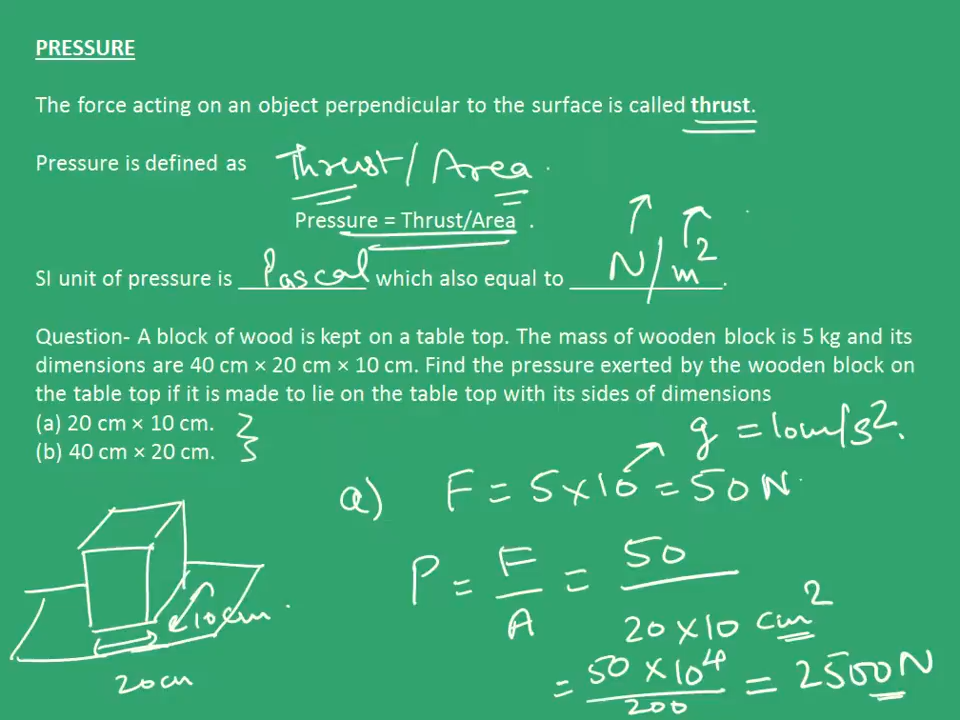 PRESSURE
The force acting on an object perpendicular to the surface is called thrust.
Pressure is defined as Thrust / Area.
Pressure = Thrust/Area .
SI unit of pressure is Pascal which also equal to N/m².
Question- A block of wood is kept on a table top. The mass of wooden block is 5 kg and its
dimensions are 40 cm × 20 cm × 10 cm. Find the pressure exerted by the wooden block on
the table top if it is made to lie on the table top with its sides of dimensions
(a) 20 cm × 10 cm.
(b) 40 cm × 20 cm.
g = 10m/s².
a) F = 5 × 10 = 50 N.
P = F/A = 50/20 × 10 cm²
= 50 × 10⁴/200 = 2500 N
10cm.
20cm